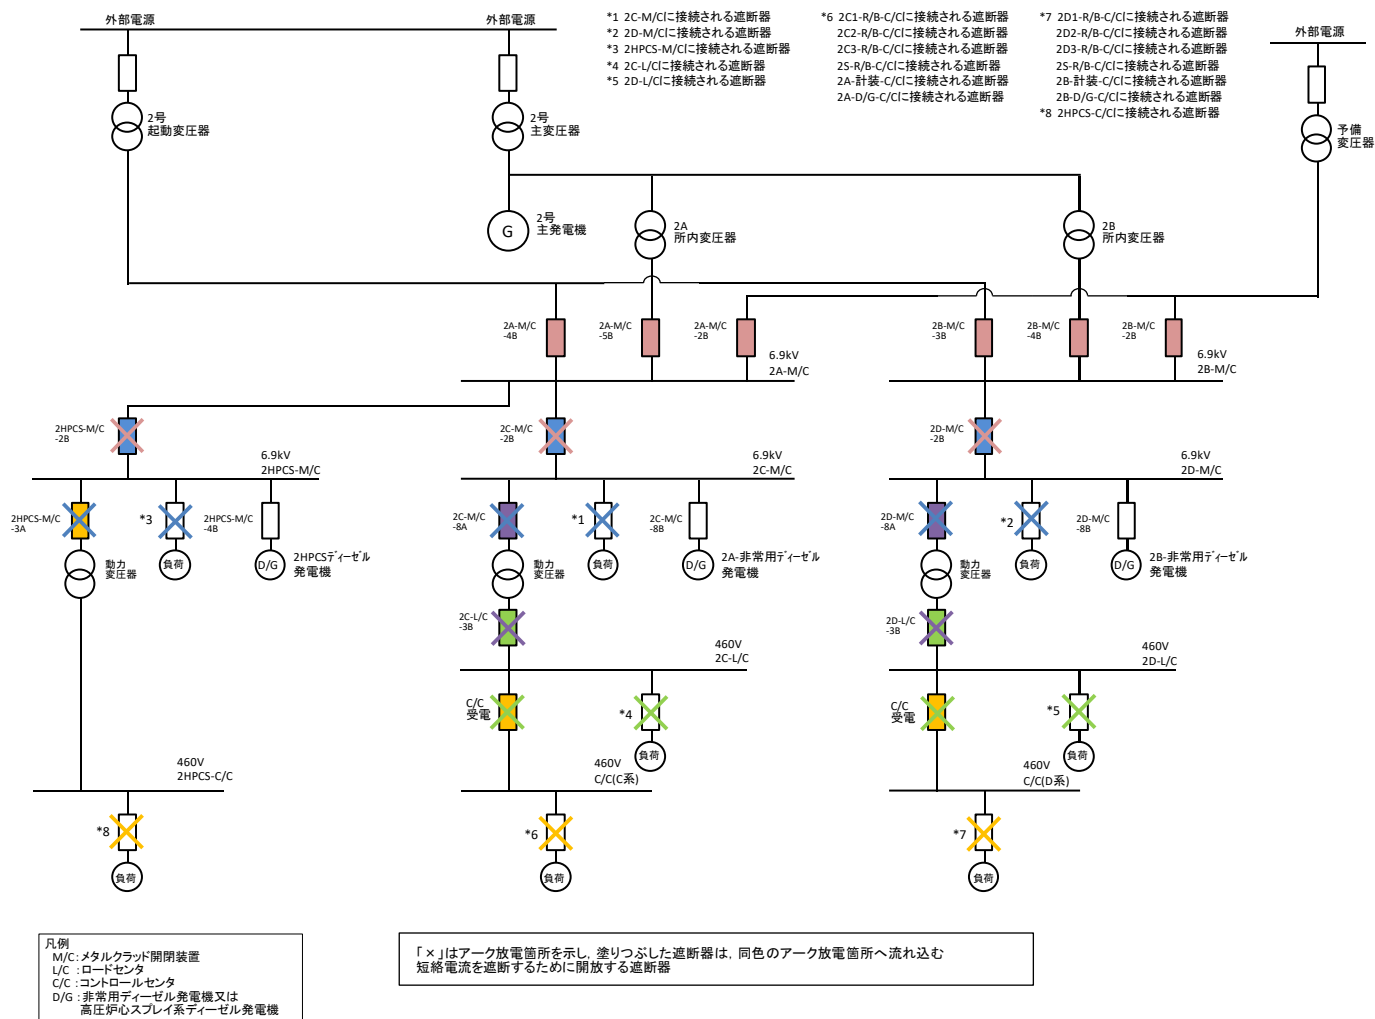 外部電源
外部電源
*1 2C-M/Cに接続される遮断器
*2 2D-M/Cに接続される遮断器
*3 2HPCS-M/Cに接続される遮断器
*4 2C-L/Cに接続される遮断器
*5 2D-L/Cに接続される遮断器
*6 2C1-R/B-C/Cに接続される遮断器
2C2-R/B-C/Cに接続される遮断器
2C3-R/B-C/Cに接続される遮断器
2S-R/B-C/Cに接続される遮断器
2A-計装-C/Cに接続される遮断器
2A-D/G-C/Cに接続される遮断器
*7 2D1-R/B-C/Cに接続される遮断器
2D2-R/B-C/Cに接続される遮断器
2D3-R/B-C/Cに接続される遮断器
2S-R/B-C/Cに接続される遮断器
2B-計装-C/Cに接続される遮断器
2B-D/G-C/Cに接続される遮断器
*8 2HPCS-C/Cに接続される遮断器
外部電源
2号
起動変圧器
2号
主変圧器
予備
変圧器
G
2号
主発電機
2A
所内変圧器
2B
所内変圧器
2A-M/C
-4B
2A-M/C
-5B
2A-M/C
-2B
2B-M/C
-3B
2B-M/C
-4B
2B-M/C
-2B
6.9kV
2A-M/C
6.9kV
2B-M/C
2HPCS-M/C
-2B
2C-M/C
-2B
2D-M/C
-2B
6.9kV
2HPCS-M/C
6.9kV
2C-M/C
6.9kV
2D-M/C
2HPCS-M/C
-3A
*3
2HPCS-M/C
-4B
2C-M/C
-8A
*1
2C-M/C
-8B
2D-M/C
-8A
*2
2D-M/C
-8B
動力
変圧器
負荷
D/G
2HPCSディーゼル
発電機
動力
変圧器
負荷
D/G
2A-非常用ディーゼル
発電機
動力
変圧器
負荷
D/G
2B-非常用ディーゼル
発電機
2C-L/C
-3B
2D-L/C
-3B
460V
2C-L/C
460V
2D-L/C
C/C
受電
*4
C/C
受電
*5
負荷
負荷
460V
2HPCS-C/C
460V
C/C(C系)
460V
C/C(D系)
*8
*6
*7
負荷
負荷
負荷
凡例
M/C:メタルクラッド開閉装置
L/C :ロードセンタ
C/C :コントロールセンタ
D/G :非常用ディーゼル発電機又は
高圧炉心スプレイ系ディーゼル発電機
「×」はアーク放電箇所を示し，塗りつぶした遮断器は，同色のアーク放電箇所へ流れ込む
短絡電流を遮断するために開放する遮断器